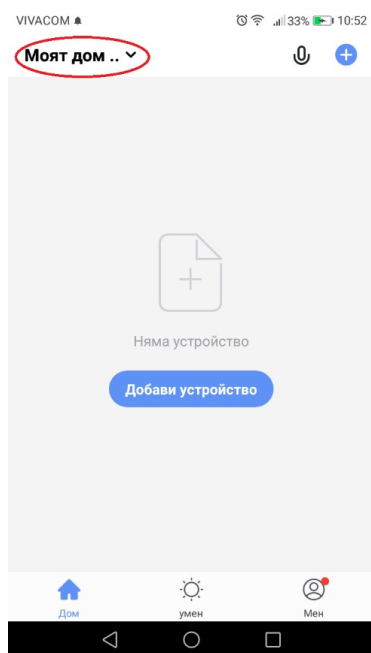 VIVACOM 33% 10:52
Моят дом ..
Няма устройство
Добави устройство
Дом умен Мен